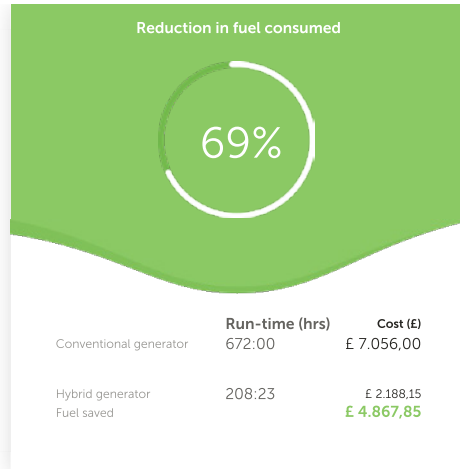 Reduction in fuel consumed
69%
Run-time (hrs) Cost (£)
Conventional generator 672:00 £ 7.056,00
Hybrid generator 208:23 £ 2.188,15
Fuel saved £ 4.867,85